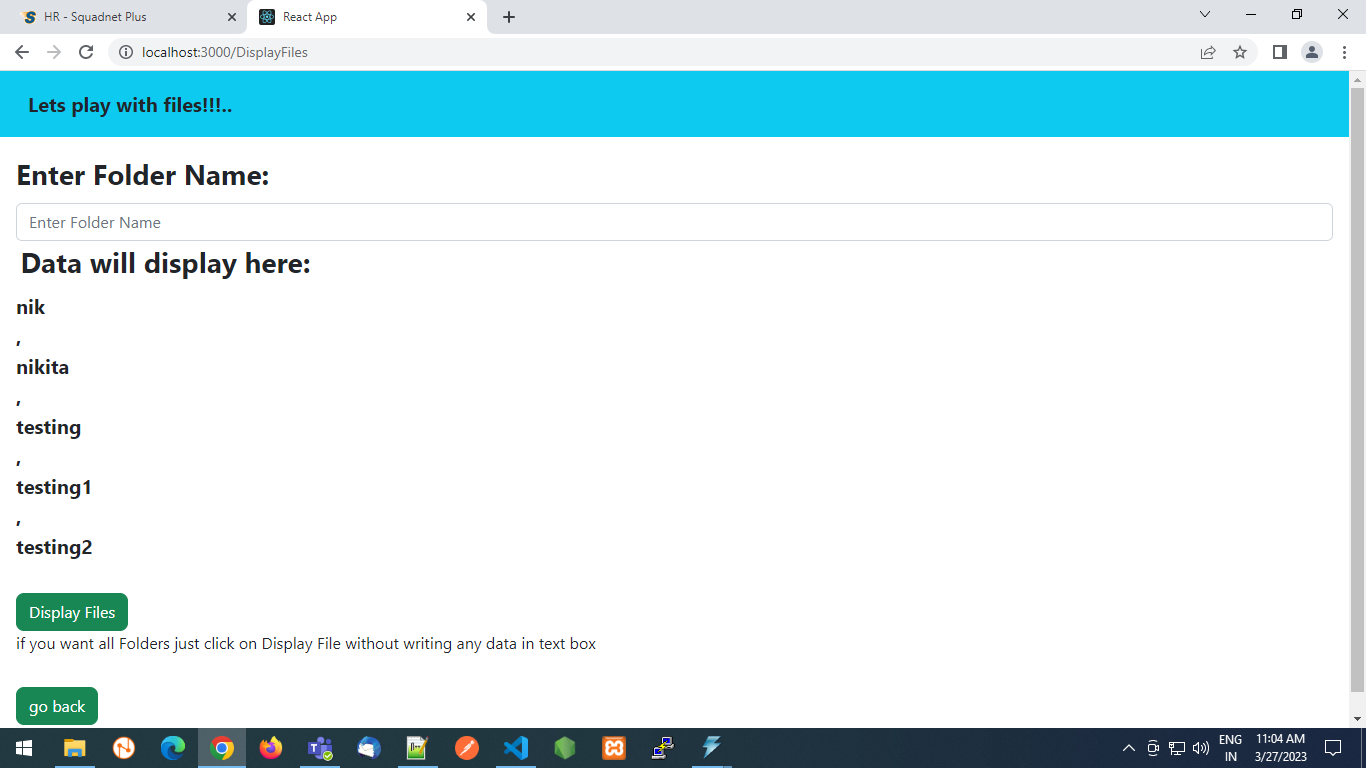 HR - Squadnet Plus
React App
localhost:3000/DisplayFiles
Lets play with files!!!..
Enter Folder Name:
Enter Folder Name
Data will display here:
nik
,
nikita
,
testing
,
testing1
,
testing2
Display Files
if you want all Folders just click on Display File without writing any data in text box
go back
ENG
IN
11:04 AM
3/27/2023